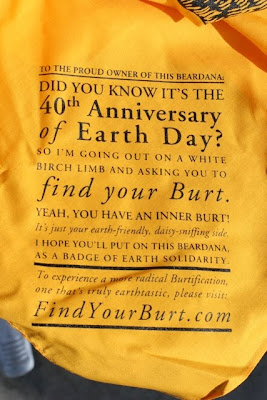 TO THE PROUD OWNER OF THIS BEARDANA:
DID YOU KNOW IT'S THE
40th Anniversary
of Earth Day?
SO I'M GOING OUT ON A WHITE
BIRCH LIMB AND ASKING YOU TO
find your Burt.
YEAH, YOU HAVE AN INNER BURT!
It's just your earth-friendly, daisy-sniffing side.
I HOPE YOU'LL PUT ON THIS BEARDANA,
AS A BADGE OF EARTH SOLIDARITY.
To experience a more radical Burtification,
one that's truly earthtastic, please visit:
FindYourBurt.com